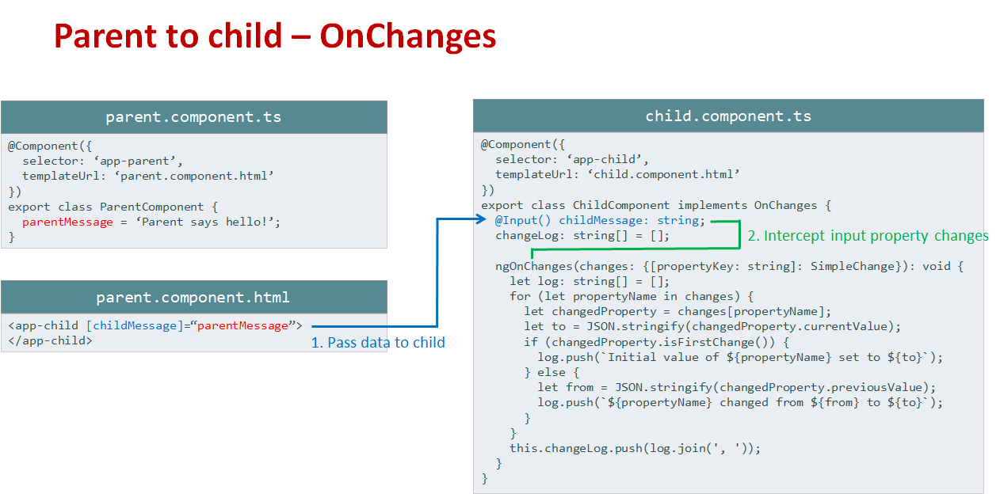 Parent to child – OnChanges
parent.component.ts
@Component({
  selector: ‘app-parent’,
  templateUrl: ‘parent.component.html’
})
export class ParentComponent {
  parentMessage = ‘Parent says hello!’;
}
parent.component.html
<app-child [childMessage]=“parentMessage”>
</app-child>
1. Pass data to child
child.component.ts
@Component({
  selector: ‘app-child’,
  templateUrl: ‘child.component.html’
})
export class ChildComponent implements OnChanges {
  @Input() childMessage: string;
  changeLog: string[] = [];
2. Intercept input property changes
  ngOnChanges(changes: {[propertyKey: string]: SimpleChange}): void {
    let log: string[] = [];
    for (let propertyName in changes) {
      let changedProperty = changes[propertyName];
      let to = JSON.stringify(changedProperty.currentValue);
      if (changedProperty.isFirstChange()) {
        log.push(`Initial value of ${propertyName} set to ${to}`);
      } else {
        let from = JSON.stringify(changedProperty.previousValue);
        log.push(`${propertyName} changed from ${from} to ${to}`);
      }
    }
    this.changeLog.push(log.join(', '));
  }
}